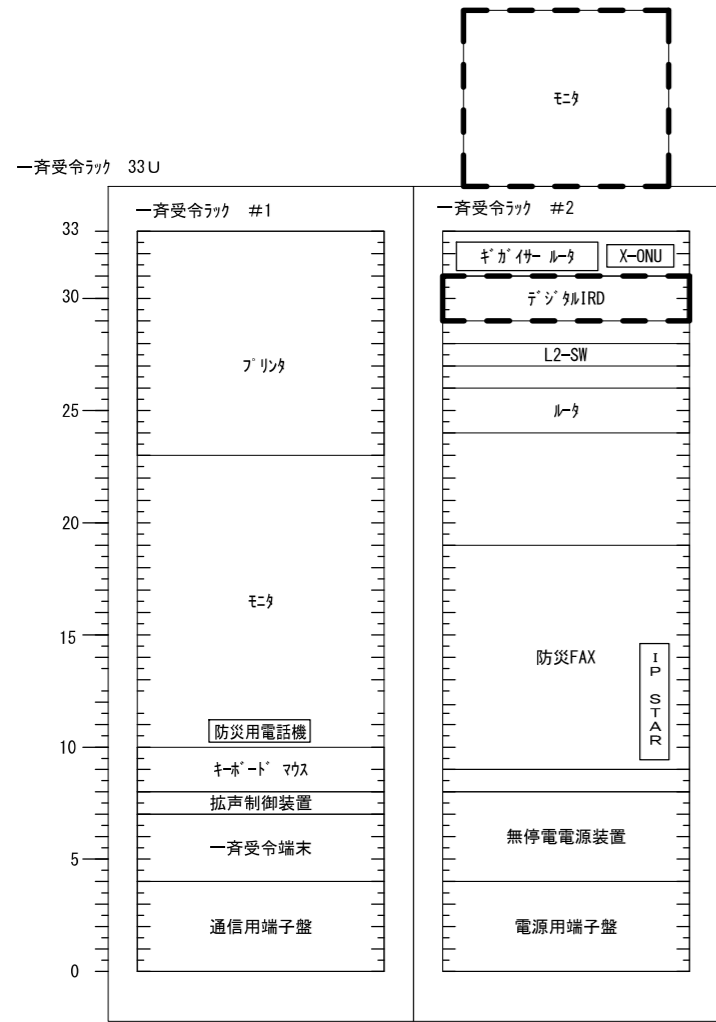 ﾓﾆﾀ
一斉受令ﾗｯｸ 33U
一斉受令ﾗｯｸ #1
一斉受令ﾗｯｸ #2
33
30
25
20
15
10
5
0
ﾌﾟﾘﾝﾀ
ﾓﾆﾀ
防災用電話機
ｷｰﾎﾞｰﾄﾞ ﾏｳｽ
拡声制御装置
一斉受令端末
通信用端子盤
ｷﾞｶﾞｲｻｰ ﾙｰﾀ
X-ONU
ﾃﾞｼﾞﾀﾙIRD
L2-SW
ﾙｰﾀ
防災FAX
IP STAR
無停電電源装置
電源用端子盤